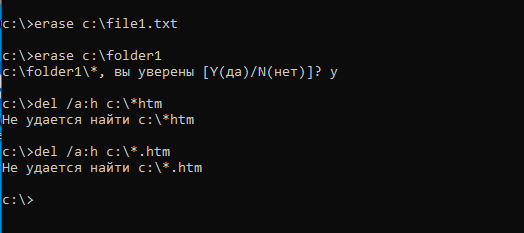 c:\>erase c:\file1.txt
c:\>erase c:\folder1
c:\folder1\*, вы уверены [Y(да)/N(нет)]? y
c:\>del /a:h c:\*htm
Не удается найти c:\*htm
c:\>del /a:h c:\*.htm
Не удается найти c:\*.htm
c:\>